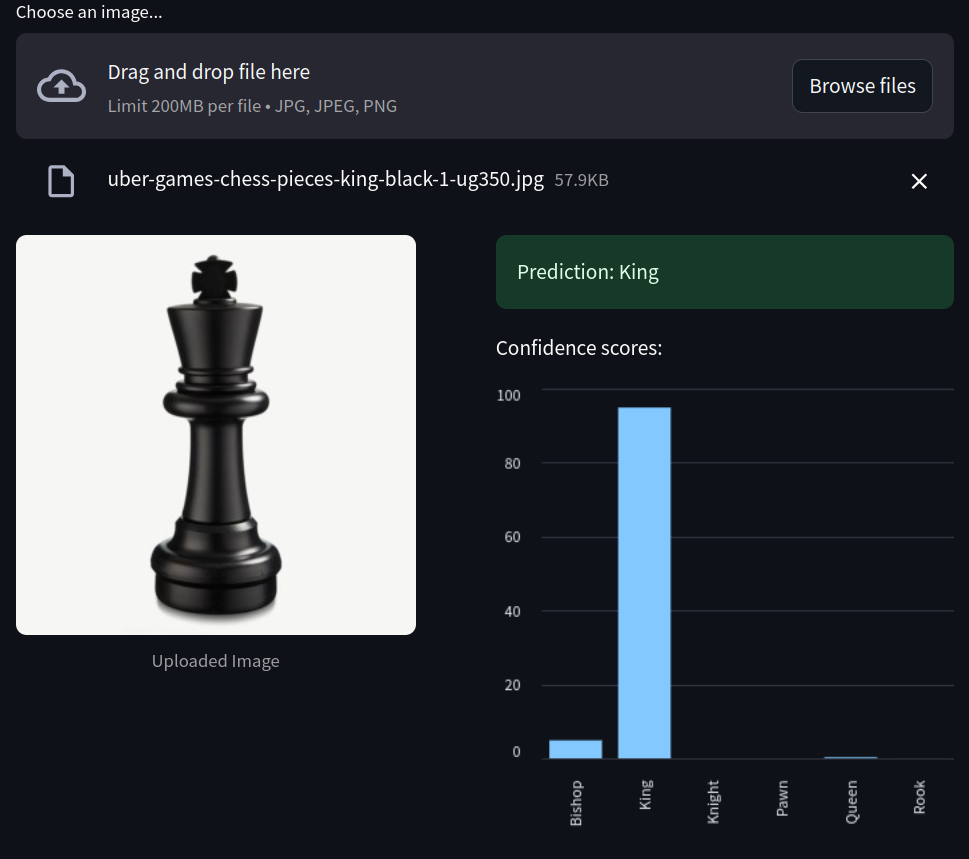 Choose an image...
Drag and drop file here
Limit 200MB per file • JPG, JPEG, PNG
Browse files
uber-games-chess-pieces-king-black-1-ug350.jpg 57.9KB
Uploaded Image
Prediction: King
Confidence scores:
100
80
60
40
20
0
Bishop
King
Knight
Pawn
Queen
Rook